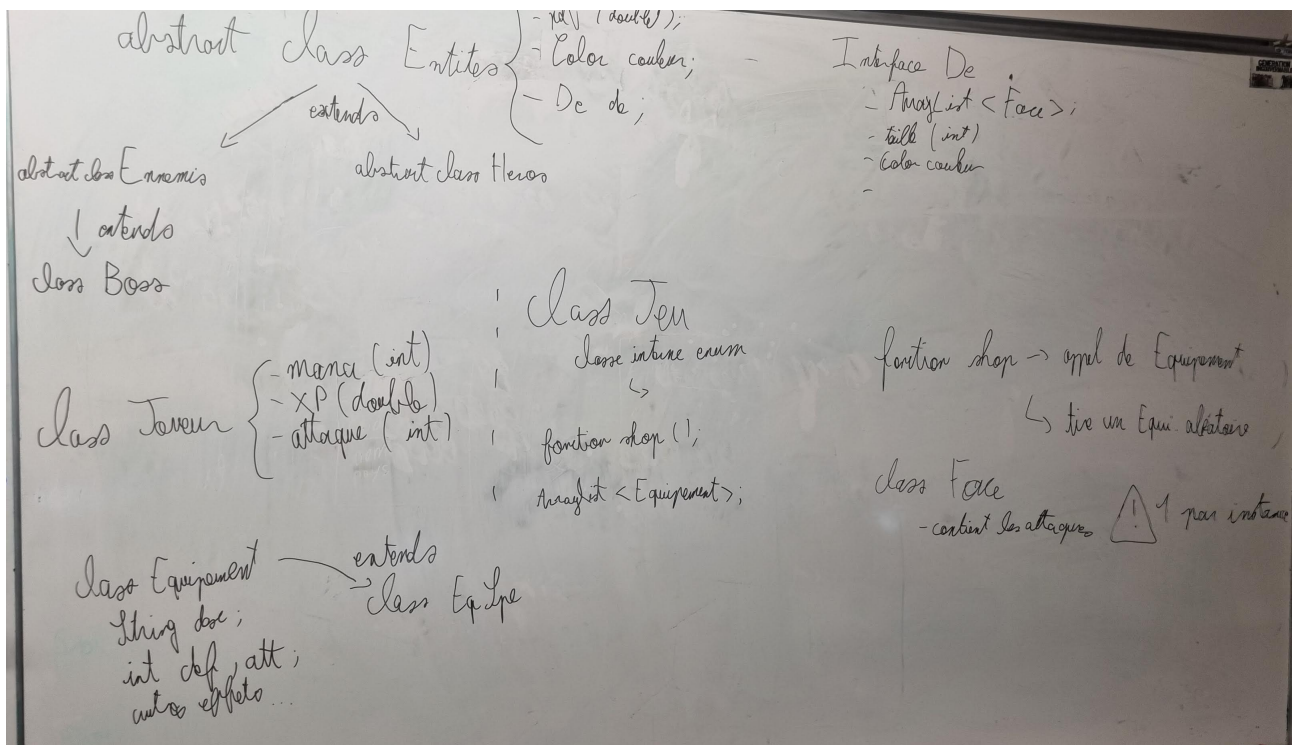 - pdV (double);
abstract class Entites
- Color couleur;
- De de;
extends
abstract class Ennemis
abstract class Heros
extends
class Boss
Interface De
- ArrayList <Face>;
- taille (int)
- Color couleur
-
class Joueur
- mana (int)
- XP (double)
- attaque (int)
class Jeu
classe interne enum
fonction shop ();
ArrayList <Equipement>;
fonction shop → appel de Equipement
↳ tire un Equi. aléatoire
class Face
- contient les attaques
! 1 par instance
class Equipement
String
int def, att;
autres effets...
extends
class EqSpe